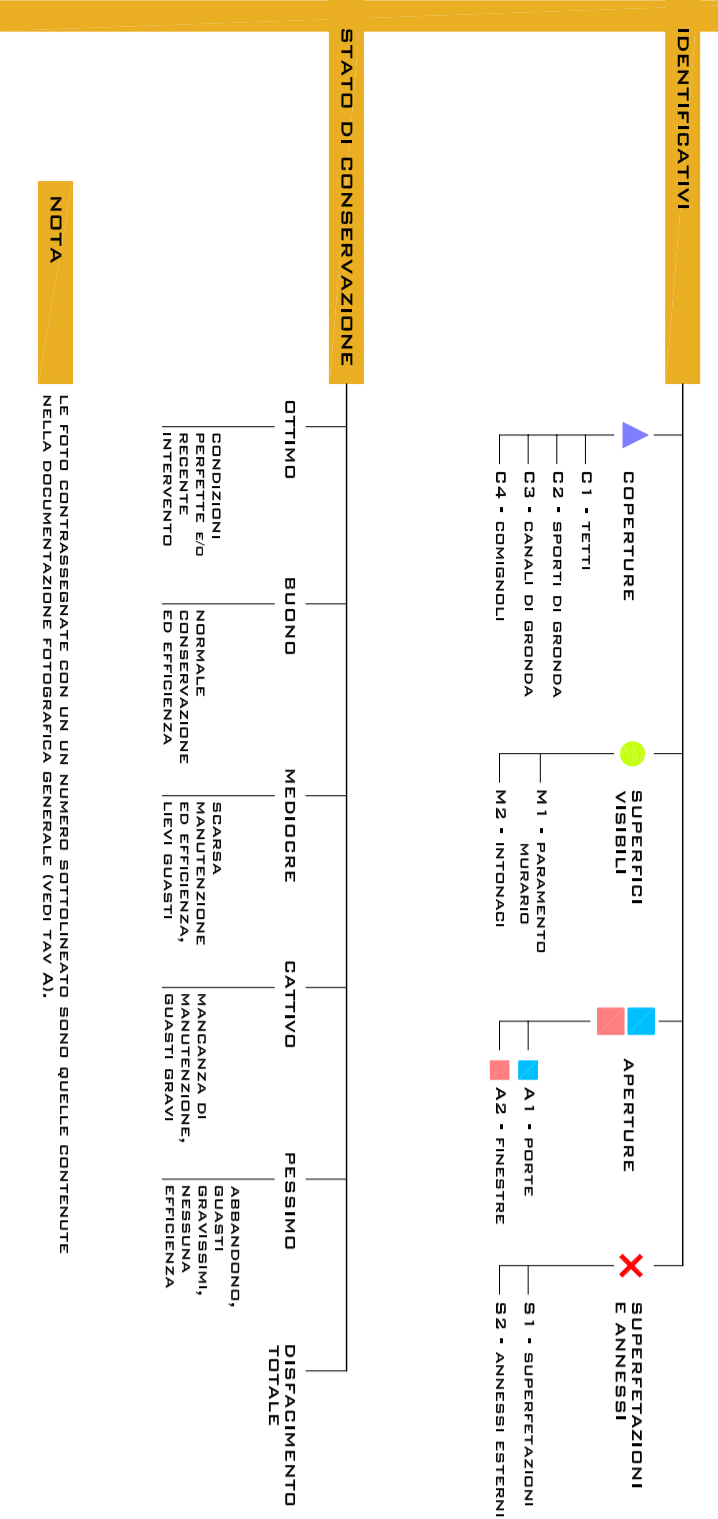 IDENTIFICATIVI
COPERTURE
C1 - TETTI
C2 - SPORTI DI GRONDA
C3 - CANALI DI GRONDA
C4 - COMIGNOLI
SUPERFICI
VISIBILI
M1 - PARAMENTO
MURARIO
M2 - INTONACI
APERTURE
A1 - PORTE
A2 - FINESTRE
SUPERFETAZIONI
E ANNESSI
S1 - SUPERFETAZIONI
S2 - ANNESSI ESTERNI
STATO DI CONSERVAZIONE
OTTIMO
CONDIZIONI
PERFETTE E/O
RECENTE
INTERVENTO
BUONO
NORMALE
CONSERVAZIONE
ED EFFICIENZA
MEDIOCRE
SCARSA
MANUTENZIONE
ED EFFICIENZA,
LIEVI GUASTI
CATTIVO
MANCANZA DI
MANUTENZIONE,
GUASTI GRAVI
PESSIMO
ABBANDONO,
GUASTI
GRAVISSIMI,
NESSUNA
EFFICIENZA
DISFACIMENTO
TOTALE
NOTA
LE FOTO CONTRASSEGNATE CON UN UN NUMERO SOTTOLINEATO SONO QUELLE CONTENUTE
NELLA DOCUMENTAZIONE FOTOGRAFICA GENERALE (VEDI TAV A).